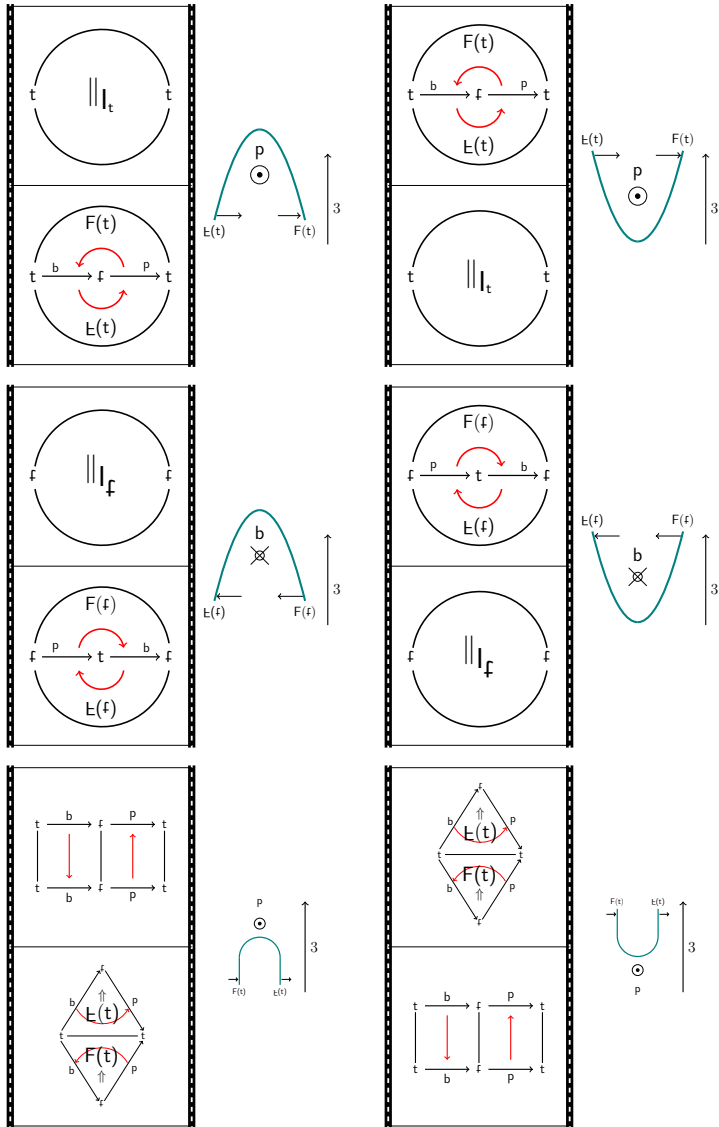 t ||I t t
F(t)
t b ʇ p t
Ⅎ(t)
p
Ⅎ(t) F(t)
3
F(t)
t b ʇ p t
Ⅎ(t)
t ||I t t
Ⅎ(t) F(t)
p
3
ʇ ||I ʇ ʇ
F(ʇ)
ʇ p t b ʇ
Ⅎ(ʇ)
b
Ⅎ(ʇ) F(ʇ)
3
F(ʇ)
ʇ p t b ʇ
Ⅎ(ʇ)
ʇ ||I ʇ ʇ
Ⅎ(ʇ) F(ʇ)
b
3
t b ʇ p t
t b ʇ p t
ʇ
b ⇑ p
Ⅎ(t)
t t
F(t)
b ⇑ p
ʇ
p
F(t) Ⅎ(t)
3
ʇ
b ⇑ p
Ⅎ(t)
t t
F(t)
b ⇑ p
ʇ
t b ʇ p t
t b ʇ p t
F(t) Ⅎ(t)
p
3